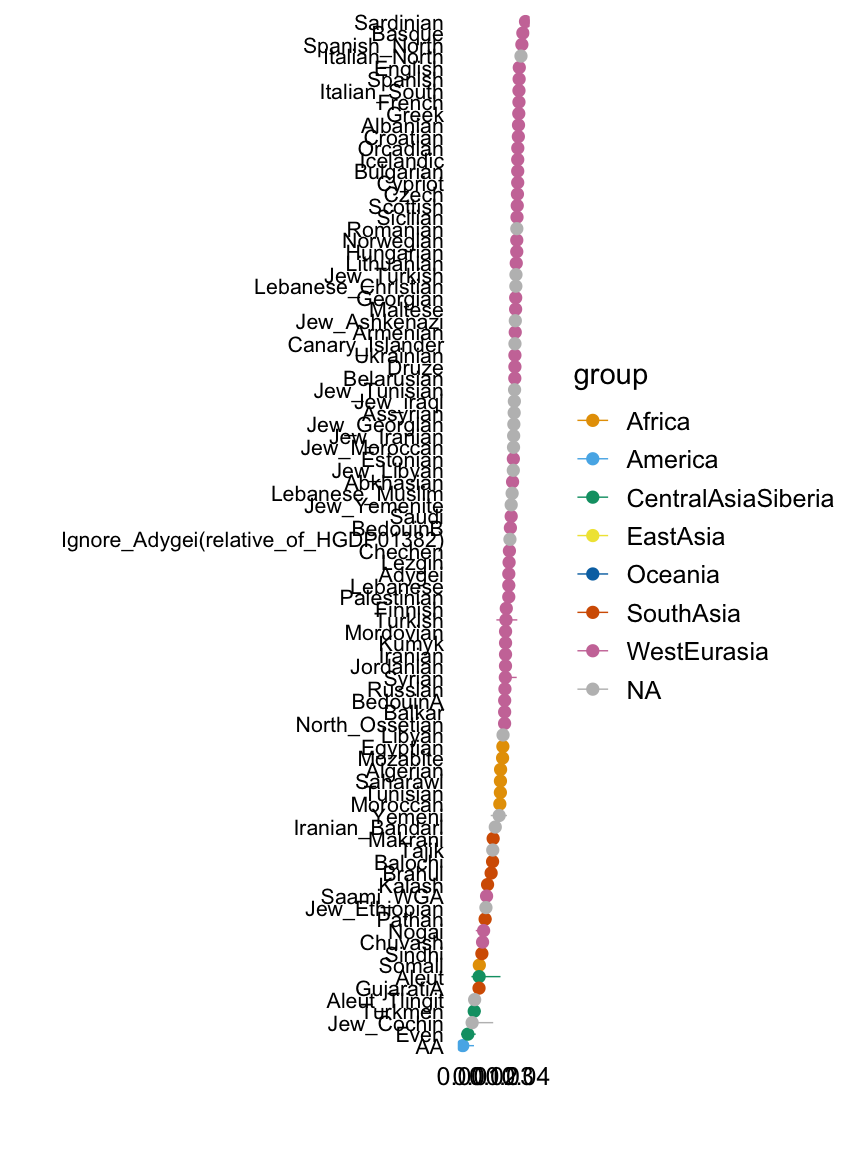 Sardinian
Basque
Spanish_North
Italian_North
English
Spanish
Italian_South
French
Greek
Albanian
Croatian
Orcadian
Icelandic
Bulgarian
Cypriot
Czech
Scottish
Sicilian
Romanian
Norwegian
Hungarian
Lithuanian
Jew_Turkish
Lebanese_Christian
Georgian
Maltese
Jew_Ashkenazi
Armenian
Canary_Islander
Ukrainian
Druze
Belarusian
Jew_Tunisian
Jew_Iraqi
Assyrian
Jew_Georgian
Jew_Iranian
Jew_Moroccan
Estonian
Jew_Libyan
Abkhasian
Lebanese_Muslim
Jew_Yemenite
Saudi
BedouinB
Ignore_Adygei(relative_of_HGDP01382)
Chechen
Lezgin
Adygei
Lebanese
Palestinian
Finnish
Turkish
Mordovian
Kumyk
Iranian
Jordanian
Syrian
Russian
BedouinA
Balkar
North_Ossetian
Libyan
Egyptian
Mozabite
Algerian
Saharawi
Tunisian
Moroccan
Yemeni
Iranian_Bandari
Makrani
Tajik
Balochi
Brahui
Kalash
Saami_WGA
Jew_Ethiopian
Pathan
Nogai
Chuvash
Sindhi
Somali
Aleut
GujaratiA
Aleut_Tlingit
Turkmen
Jew_Cochin
Even
AA
group
Africa
America
CentralAsiaSiberia
EastAsia
Oceania
SouthAsia
WestEurasia
NA